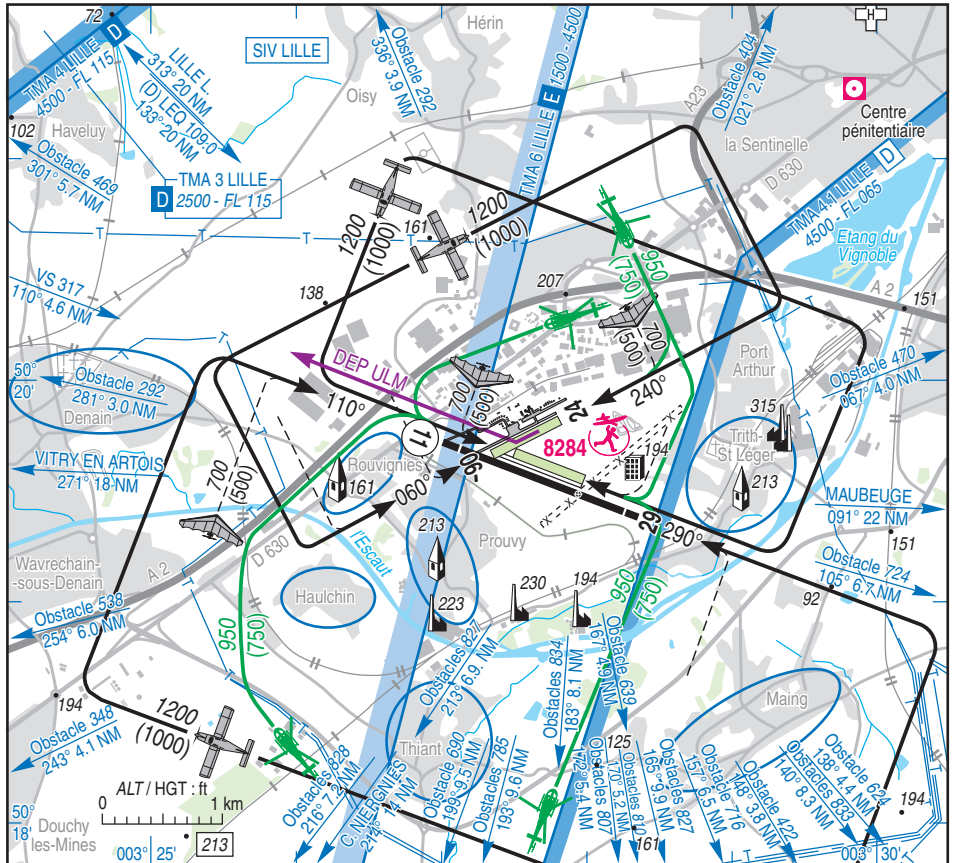 72
Hérin
SIV LILLE
TMA 4 LILLE
4500 - FL 115
D
LILLE L
313° 20 NM
(D) LEQ 109.0
133° 20 NM
Obstacle 292
336° 3.9 NM
TMA 6 LILLE E 1500 - 4500
Obstacle 404
021° 2.8 NM
A23
H
Centre
pénitentiaire
Oisy
102
Haveluy
Obstacle 469
301° 5.7 NM
la Sentinelle
D 630
TMA 4.1 LILLE D
4500 - FL 065
D
TMA 3 LILLE
2500 - FL 115
Etang du
Vignoble
1200
(1000)
1200
(1000)
161
950
(750)
VS 317
110° 4.6 NM
138
207
A 2
151
700
(500)
DEP ULM
700
(500)
Port
Arthur
Obstacle 470
067° 4.0 NM
50°
20'
Obstacle 292
281° 3.0 NM
Denain
110°
240°
24
315
11
8284
194
Trith-
St Léger
213
VITRY EN ARTOIS
271° 18 NM
700
(500)
Rouvignies
161
060°
06
MAUBEUGE
091° 22 NM
29
290°
213
Prouvy
l'Escaut
D 630
151
Wavrechain
-sous-Denain
A 2
Haulchin
223
230
194
950
(750)
92
Obstacle 724
105° 6.7 NM
Obstacle 538
254° 6.0 NM
950
(750)
Obstacles 827
213° 6.9 NM
Obstacles 834
183° 8.1 NM
Obstacle 639
167° 4.9 NM
Maing
194
Obstacle 348
243° 4.1 NM
1200
(1000)
Thiant
Obstacles 828
216° 7.2 NM
C. NIERGNIES
214° 14 NM
Obstacles 690
199° 9.5 NM
Obstacles 785
193° 9.6 NM
125
Obstacles 807
172° 5.4 NM
170° 5.2 NM
Obstacles 827
165° 9.9 NM
Obstacles 716
157° 6.5 NM
Obstacle 422
148° 3.8 NM
Obstacles 833
140° 8.3 NM
Obstacle 624
138° 4.4 NM
194
ALT / HGT : ft
0 1 km
50°
18'
Douchy
les-Mines
213
161
003° 25'
003° 30'